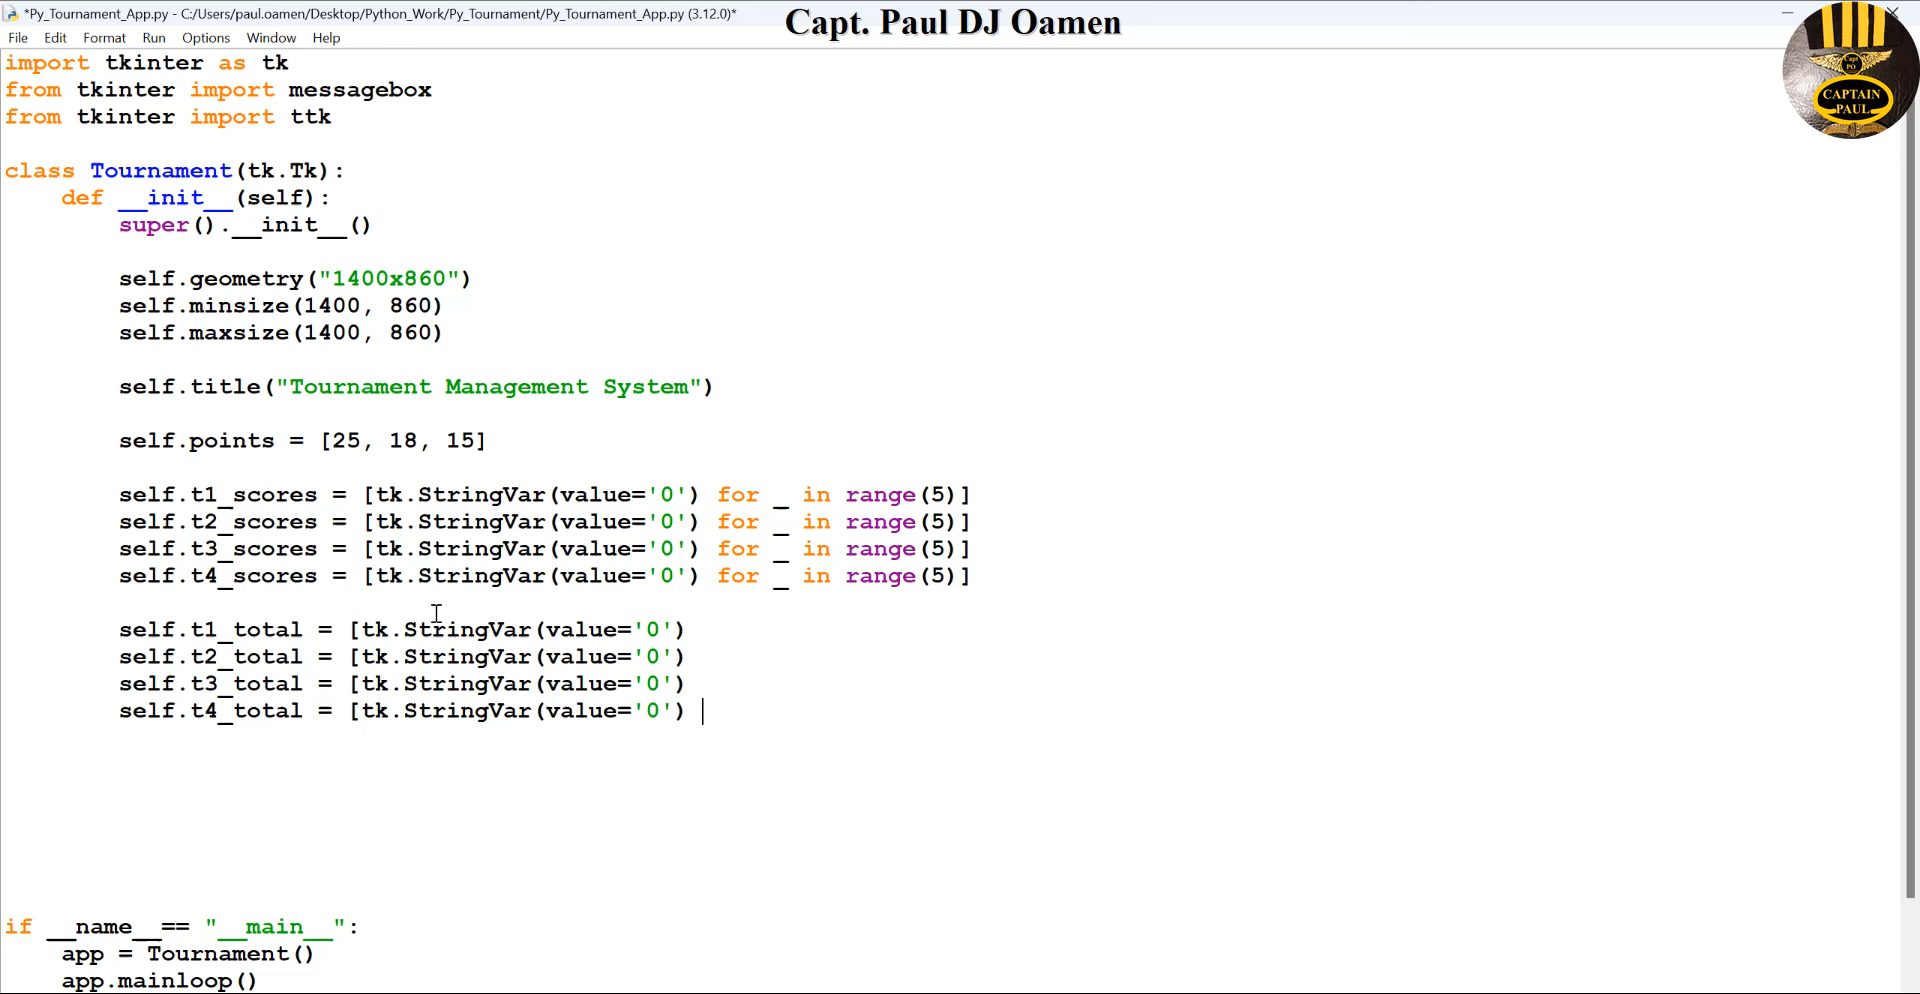 *Py_Tournament_App.py - C:/Users/paul.oamen/Desktop/Python_Work/Py_Tournament/Py_Tournament_App.py (3.12.0)*
Capt. Paul DJ Oamen
File Edit Format Run Options Window Help
Capt
PO
CAPTAIN
PAUL
import tkinter as tk
from tkinter import messagebox
from tkinter import ttk
class Tournament(tk.Tk):
    def __init__(self):
        super().__init__()
        self.geometry("1400x860")
        self.minsize(1400, 860)
        self.maxsize(1400, 860)
        self.title("Tournament Management System")
        self.points = [25, 18, 15]
        self.t1_scores = [tk.StringVar(value='0') for _ in range(5)]
        self.t2_scores = [tk.StringVar(value='0') for _ in range(5)]
        self.t3_scores = [tk.StringVar(value='0') for _ in range(5)]
        self.t4_scores = [tk.StringVar(value='0') for _ in range(5)]
        self.t1_total = [tk.StringVar(value='0')
        self.t2_total = [tk.StringVar(value='0')
        self.t3_total = [tk.StringVar(value='0')
        self.t4_total = [tk.StringVar(value='0')
if __name__== "__main__":
    app = Tournament()
    app.mainloop()